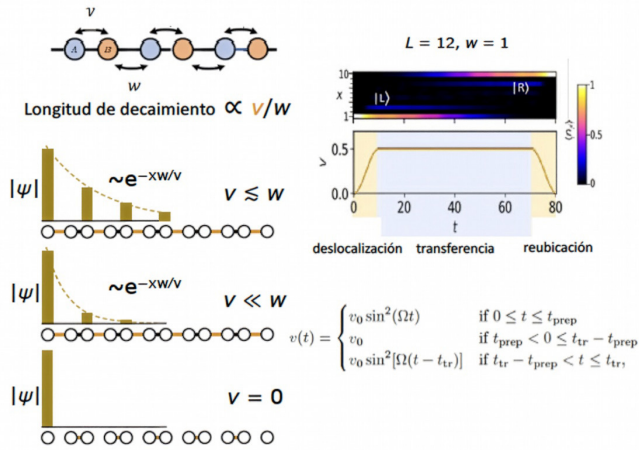 v
A B
w
Longitud de decaimiento ∝ v/w
|ψ|
~e^{-xw/v}
v ≲ w
|ψ|
~e^{-xw/v}
v ≪ w
|ψ|
v = 0
L = 12, w = 1
10
x
1
|L⟩
|R⟩
1
0.5
0
v
0.5
0.0
0 20 40 60 80
t
deslocalización transferencia reubicación
v(t) = { v₀ sin²(Ωt) if 0 ≤ t ≤ t_prep
v₀ if t_prep < 0 ≤ t_tr − t_prep
v₀ sin²[Ω(t − t_tr)] if t_tr − t_prep < t ≤ t_tr,